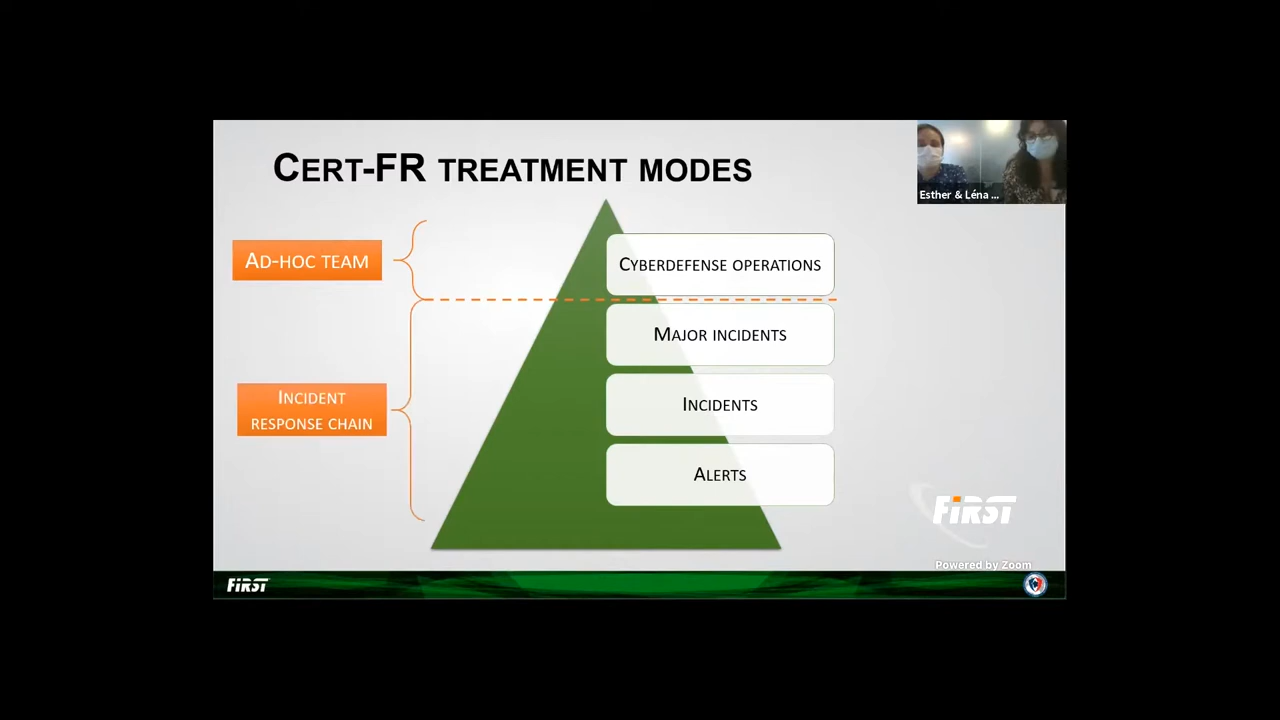 Cert-FR treatment modes
Esther & Léna ...
Ad-hoc team
Cyberdefense operations
Major incidents
Incident
response chain
Incidents
Alerts
FiRST
Powered by Zoom
FiRST